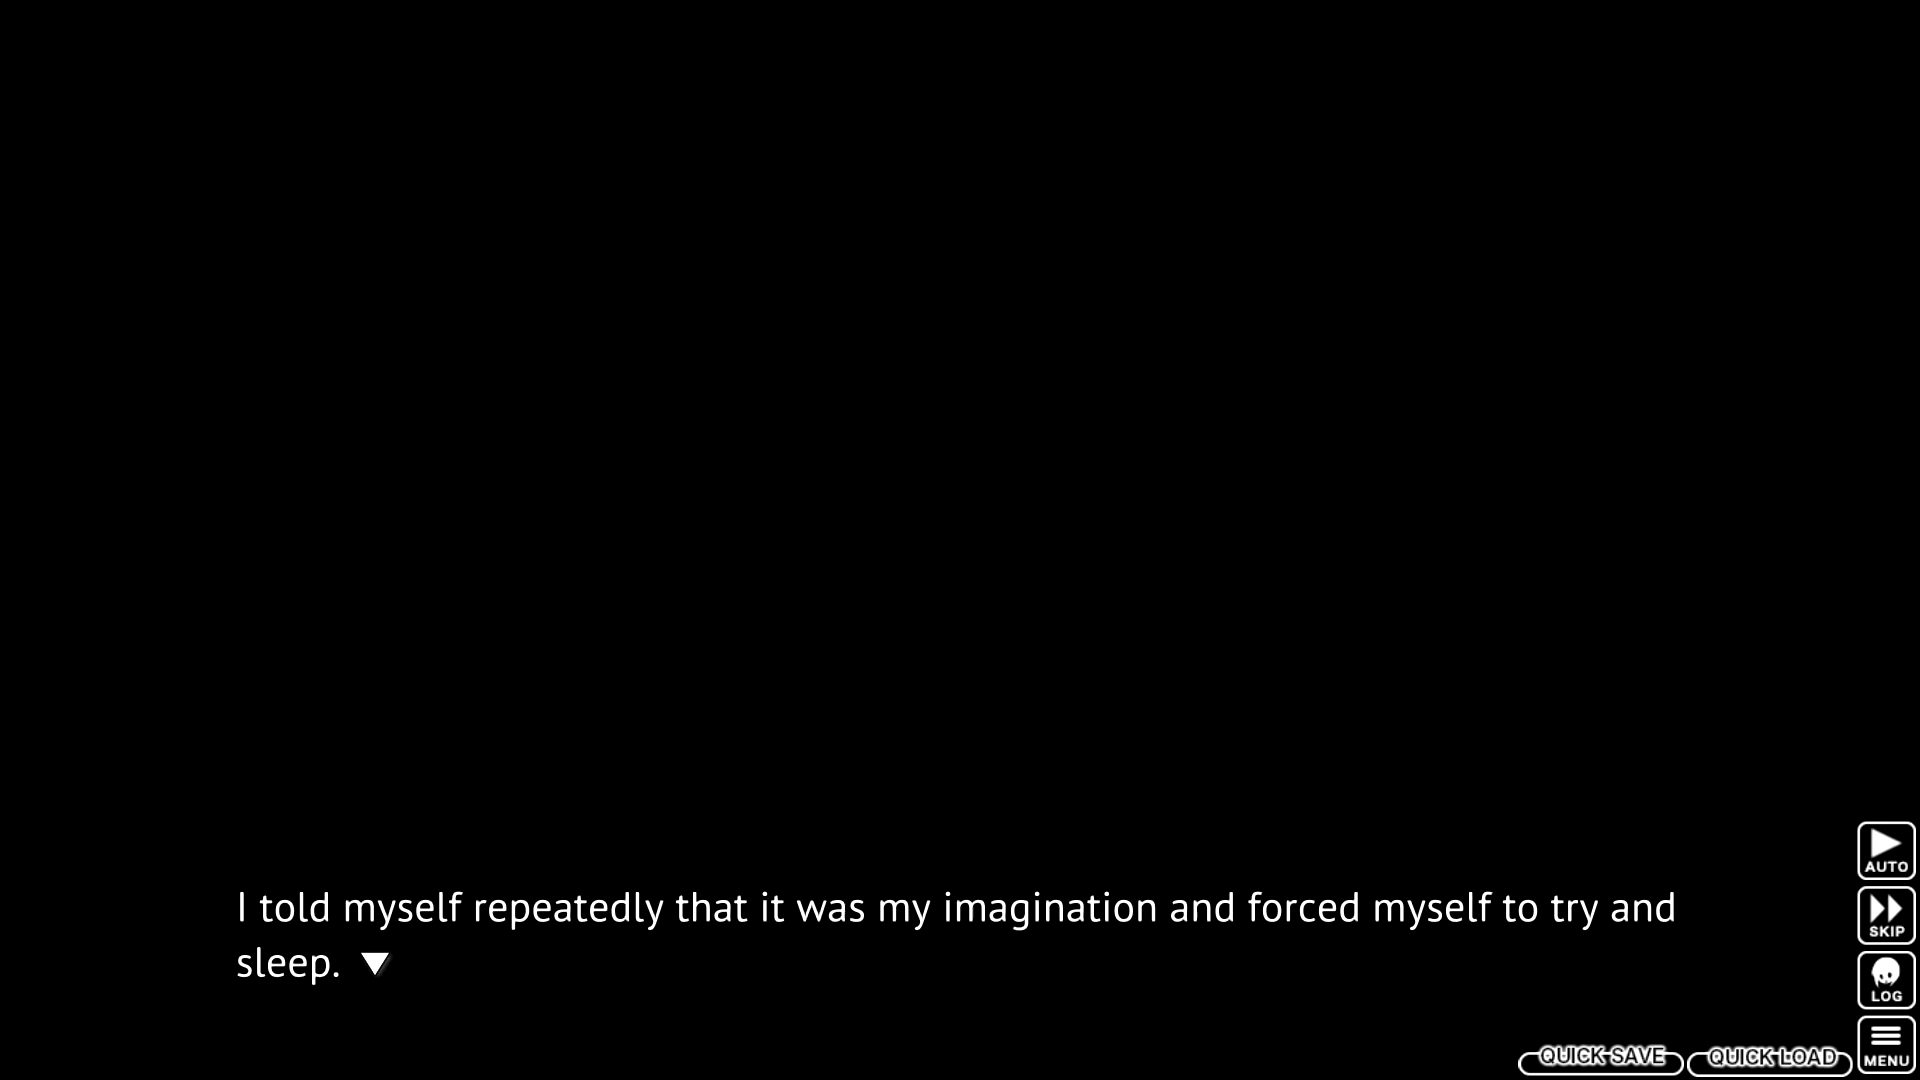 I told myself repeatedly that it was my imagination and forced myself to try and
sleep.
AUTO
SKIP
LOG
MENU
QUICK SAVE
QUICK LOAD